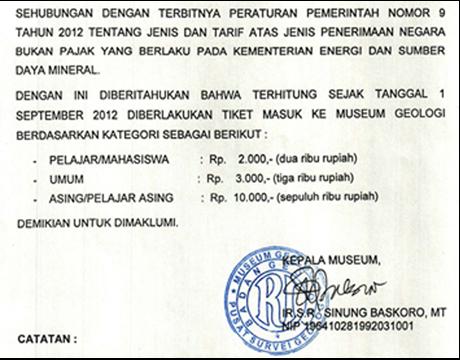 SEHUBUNGAN DENGAN TERBITNYA PERATURAN PEMERINTAH NOMOR 9
TAHUN 2012 TENTANG JENIS DAN TARIF ATAS JENIS PENERIMAAN NEGARA
BUKAN PAJAK YANG BERLAKU PADA KEMENTERIAN ENERGI DAN SUMBER
DAYA MINERAL.
DENGAN INI DIBERITAHUKAN BAHWA TERHITUNG SEJAK TANGGAL 1
SEPTEMBER 2012 DIBERLAKUKAN TIKET MASUK KE MUSEUM GEOLOGI
BERDASARKAN KATEGORI SEBAGAI BERIKUT :
- PELAJAR/MAHASISWA : Rp. 2.000,- (dua ribu rupiah)
- UMUM : Rp. 3.000,- (tiga ribu rupiah)
- ASING/PELAJAR ASING : Rp. 10.000,- (sepuluh ribu rupiah)
DEMIKIAN UNTUK DIMAKLUMI.
KEPALA MUSEUM,
MUSEUM GEOLOGI
BADAN GE
PUSAT SURVEI GEOLOGI
IR.S.R. SINUNG BASKORO, MT
NIP 196410281992031001
CATATAN :